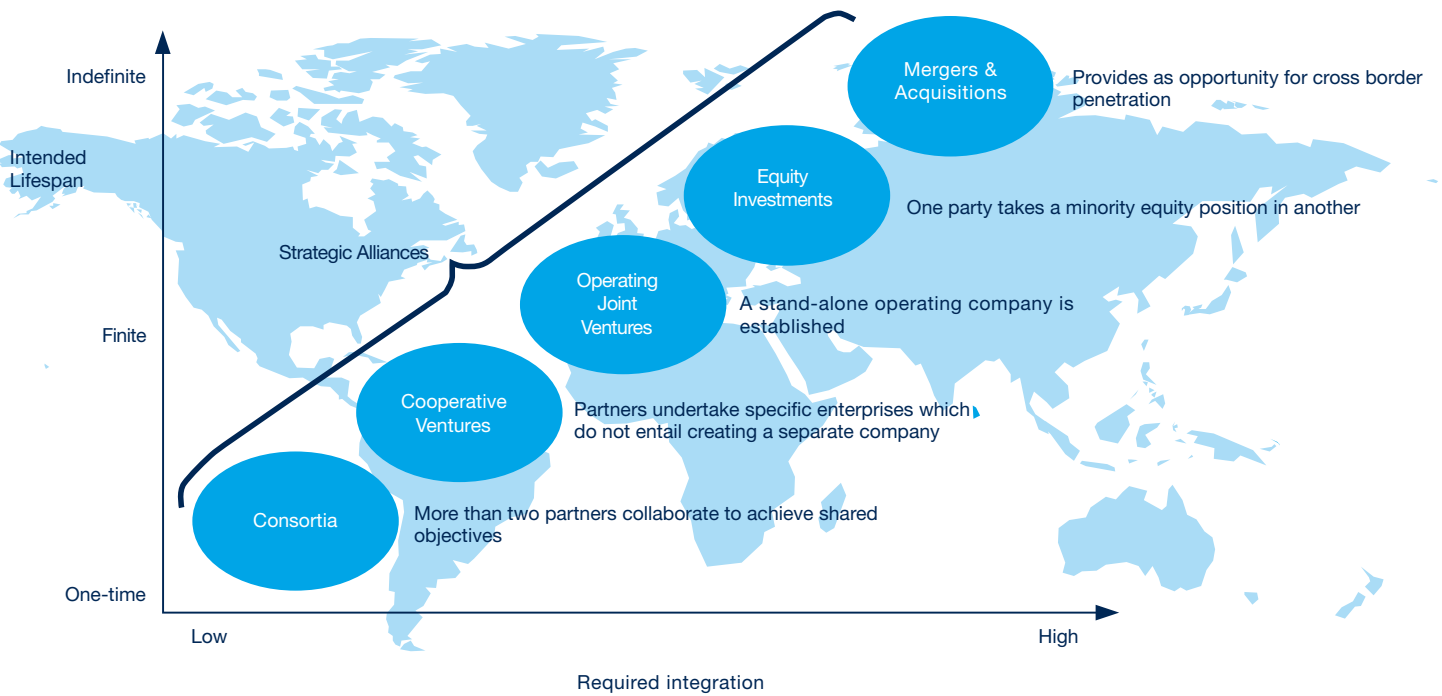 Indefinite
Mergers &
Acquisitions
Provides as opportunity for cross border
penetration
Intended
Lifespan
Equity
Investments
One party takes a minority equity position in another
Strategic Alliances
Operating
Joint
Ventures
A stand-alone operating company is
established
Finite
Cooperative
Ventures
Partners undertake specific enterprises which
do not entail creating a separate company
Consortia
More than two partners collaborate to achieve shared
objectives
One-time
Low
High
Required integration